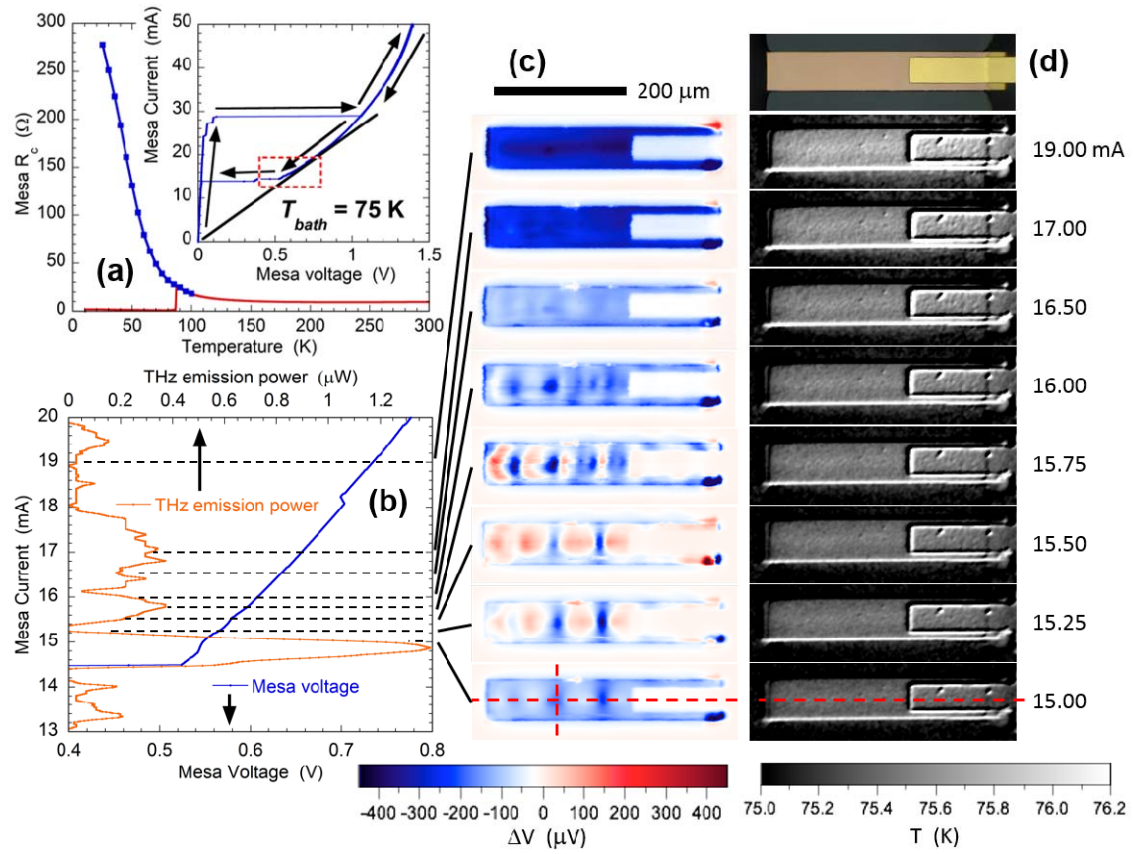 (a)
Mesa R_c (Ω)
300
250
200
150
100
50
0
0
50
100
150
200
250
300
Temperature (K)
Mesa Current (mA)
50
40
30
20
10
0
0
0.5
1
1.5
Mesa voltage (V)
T_bath = 75 K
THz emission power (μW)
0
0.2
0.4
0.6
0.8
1
1.2
(b)
Mesa Current (mA)
20
19
18
17
16
15
14
13
THz emission power
Mesa voltage
0.4
0.5
0.6
0.7
0.8
Mesa Voltage (V)
(c)
200 μm
-400 -300 -200 -100 0 100 200 300 400
ΔV (μV)
(d)
19.00 mA
17.00
16.50
16.00
15.75
15.50
15.25
15.00
75.0 75.2 75.4 75.6 75.8 76.0 76.2
T (K)